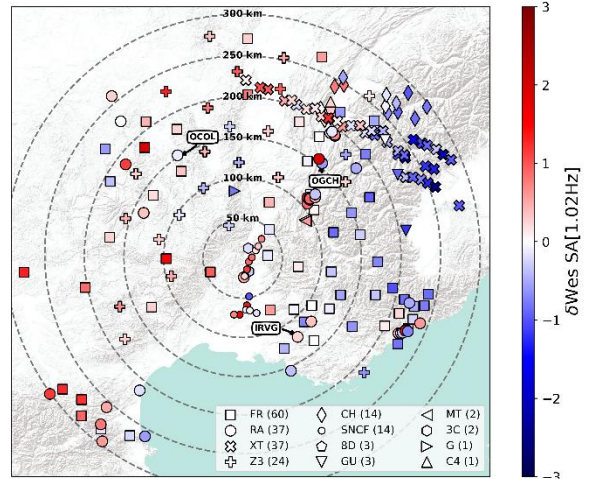 300 km
250 km
200 km
150 km
100 km
50 km
OCOL
OGCH
IRVG
FR (60)
RA (37)
XT (37)
Z3 (24)
CH (14)
SNCF (14)
8D (3)
GU (3)
MT (2)
3C (2)
G (1)
C4 (1)
3
2
1
0
−1
−2
−3
δWes SA[1.02Hz]